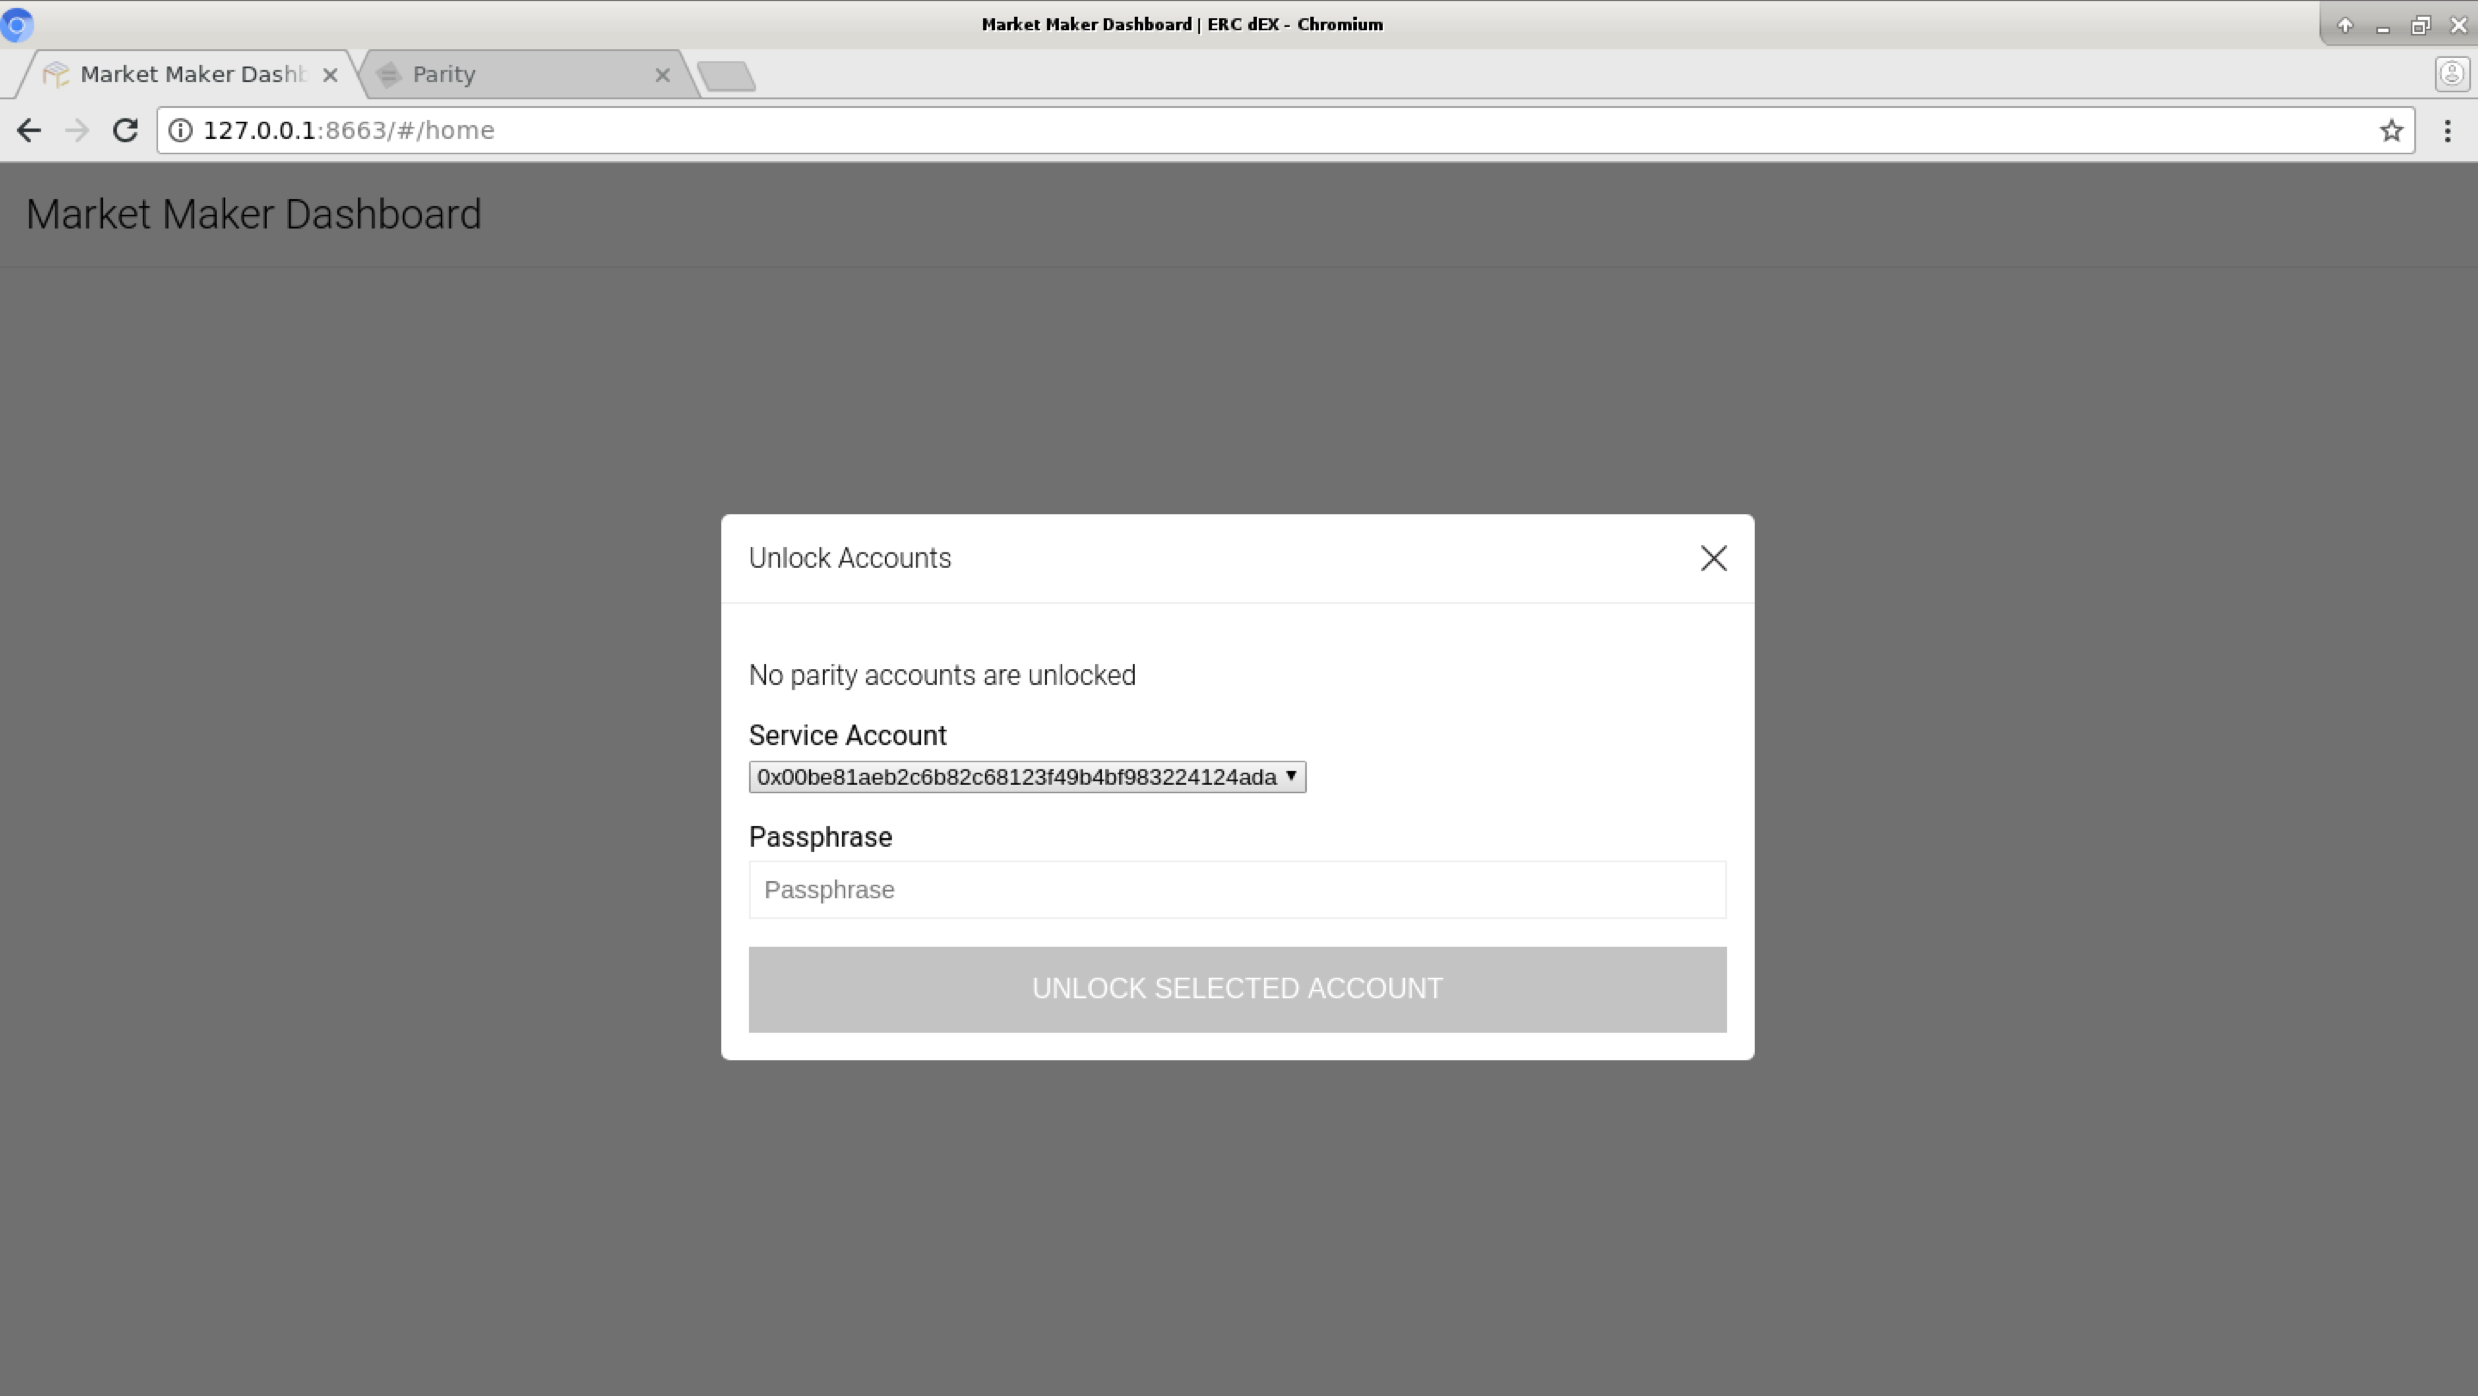 Market Maker Dashboard | ERC dEX - Chromium
Market Maker Dashb
Parity
127.0.0.1:8663/#/home
Market Maker Dashboard
Unlock Accounts
No parity accounts are unlocked
Service Account
0x00be81aeb2c6b82c68123f49b4bf983224124ada
Passphrase
Passphrase
UNLOCK SELECTED ACCOUNT